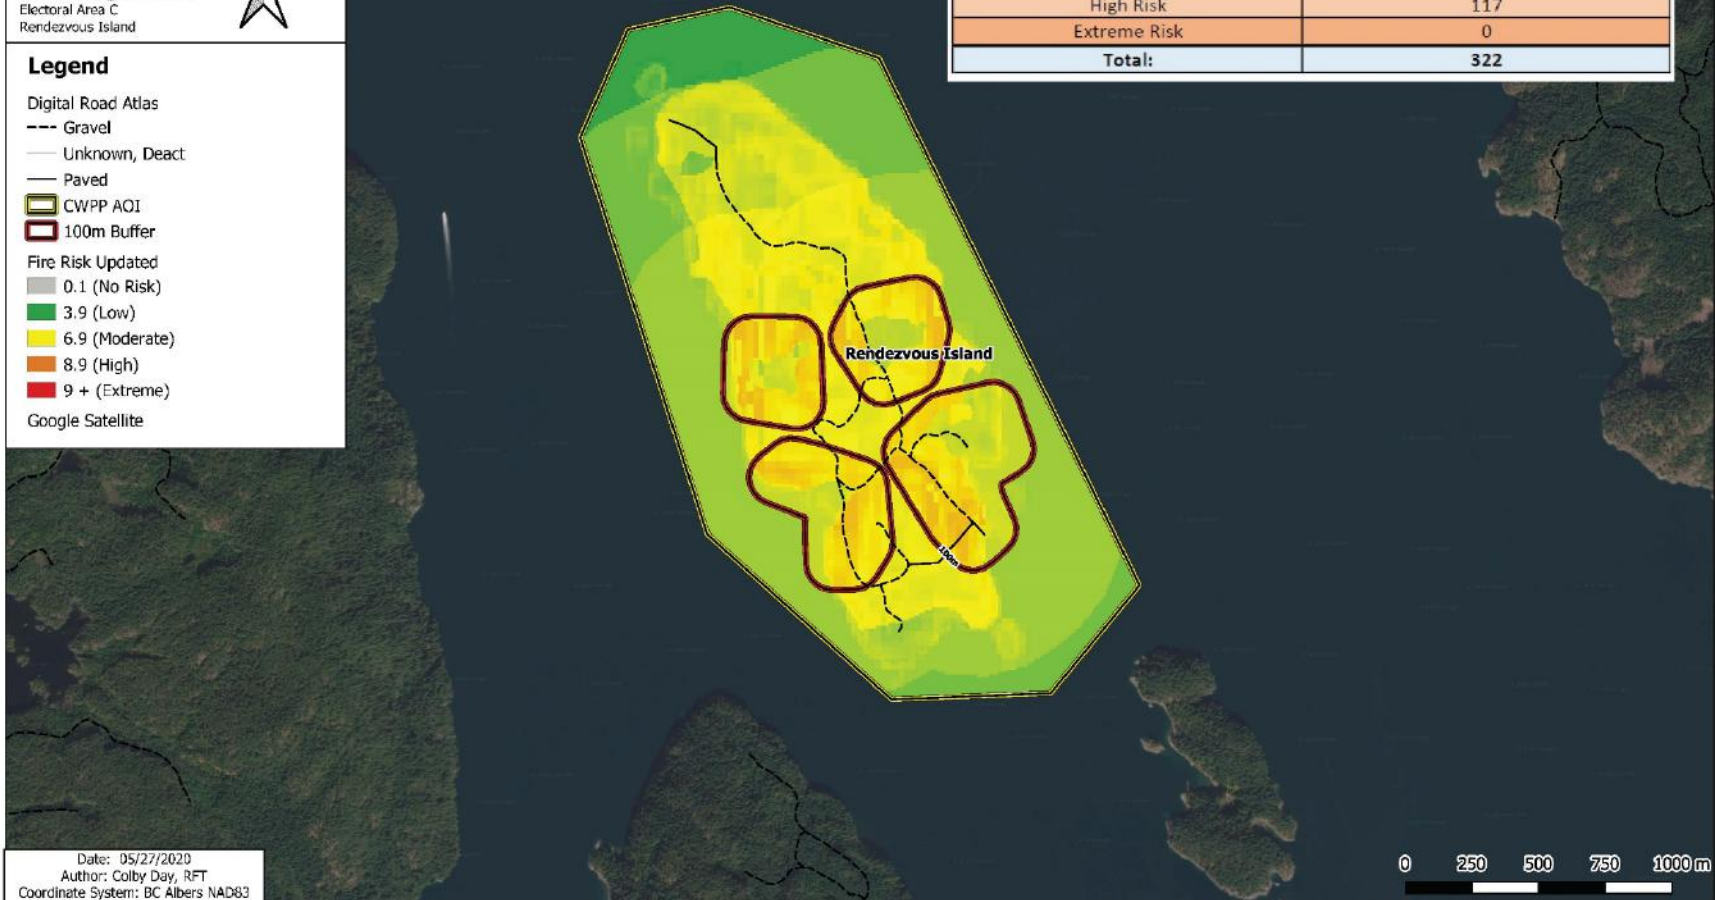 Electoral Area C
Rendezvous Island
Legend
Digital Road Atlas
Gravel
Unknown, Deact
Paved
CWPP AOI
100m Buffer
Fire Risk Updated
0.1 (No Risk)
3.9 (Low)
6.9 (Moderate)
8.9 (High)
9 + (Extreme)
Google Satellite
High Risk 117
Extreme Risk 0
Total: 322
Rendezvous Island
100m
Date: 05/27/2020
Author: Colby Day, RFT
Coordinate System: BC Albers NAD83
0 250 500 750 1000 m